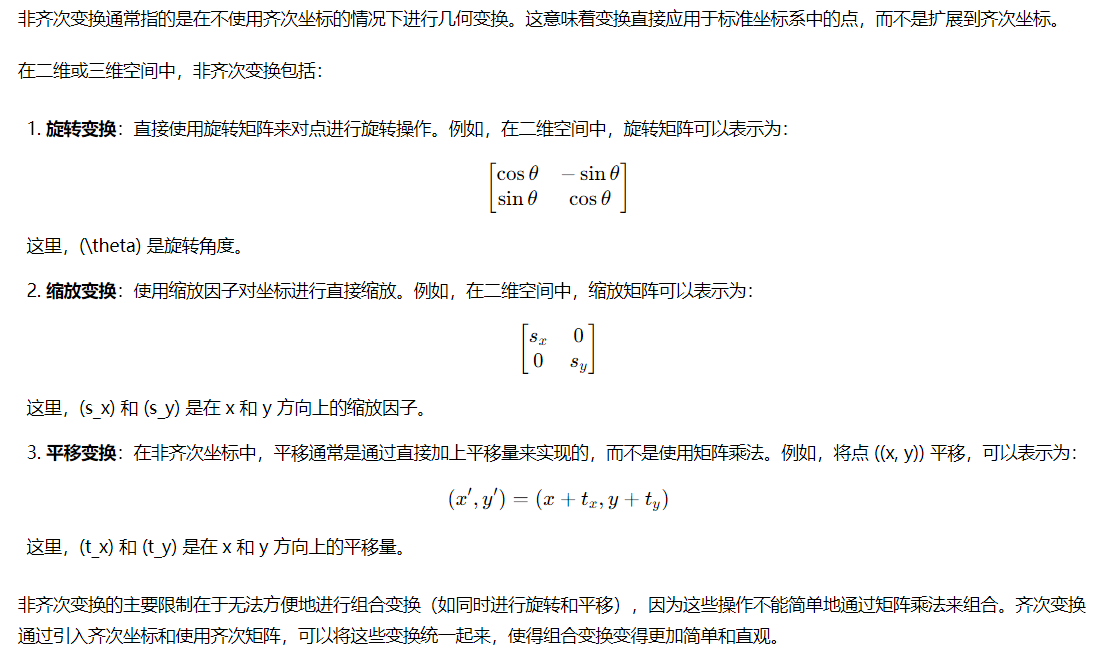 非齐次变换通常指的是在不使用齐次坐标的情况下进行几何变换。这意味着变换直接应用于标准坐标系中的点，而不是扩展到齐次坐标。
在二维或三维空间中，非齐次变换包括：
1. 旋转变换：直接使用旋转矩阵来对点进行旋转操作。例如，在二维空间中，旋转矩阵可以表示为：
[cos θ − sin θ
sin θ cos θ]
这里，(\theta) 是旋转角度。
2. 缩放变换：使用缩放因子对坐标进行直接缩放。例如，在二维空间中，缩放矩阵可以表示为：
[s_x 0
0 s_y]
这里，(s_x) 和 (s_y) 是在 x 和 y 方向上的缩放因子。
3. 平移变换：在非齐次坐标中，平移通常是通过直接加上平移量来实现的，而不是使用矩阵乘法。例如，将点 ((x, y)) 平移，可以表示为：
(x′, y′) = (x + t_x, y + t_y)
这里，(t_x) 和 (t_y) 是在 x 和 y 方向上的平移量。
非齐次变换的主要限制在于无法方便地进行组合变换（如同时进行旋转和平移），因为这些操作不能简单地通过矩阵乘法来组合。齐次变换
通过引入齐次坐标和使用齐次矩阵，可以将这些变换统一起来，使得组合变换变得更加简单和直观。